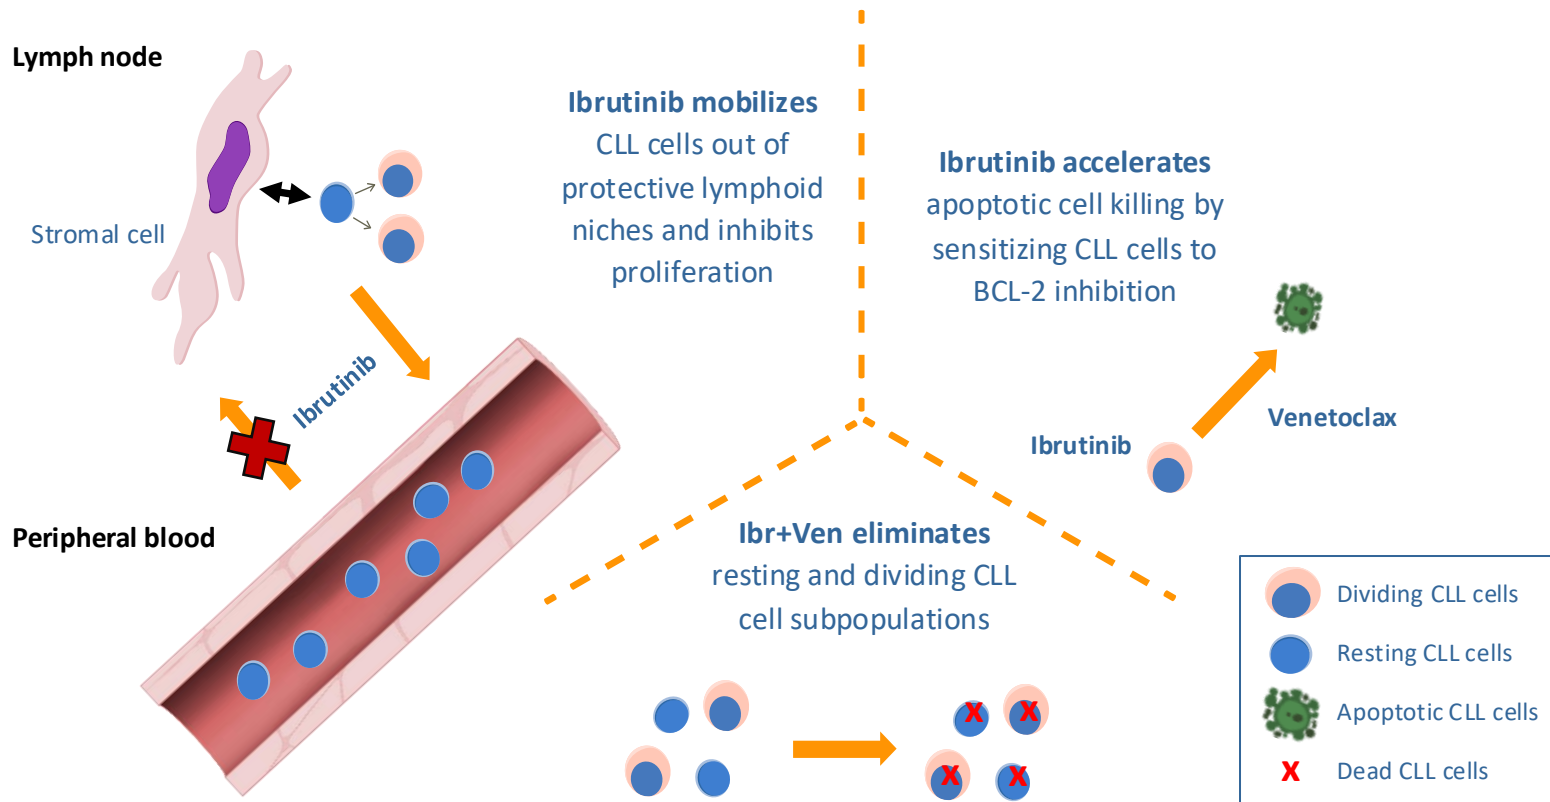 Lymph node
Stromal cell
Ibrutinib
Peripheral blood
Ibrutinib mobilizes
CLL cells out of
protective lymphoid
niches and inhibits
proliferation
Ibrutinib accelerates
apoptotic cell killing by
sensitizing CLL cells to
BCL-2 inhibition
Ibrutinib
Venetoclax
Ibr+Ven eliminates
resting and dividing CLL
cell subpopulations
X
X
X
X
Dividing CLL cells
Resting CLL cells
Apoptotic CLL cells
X Dead CLL cells